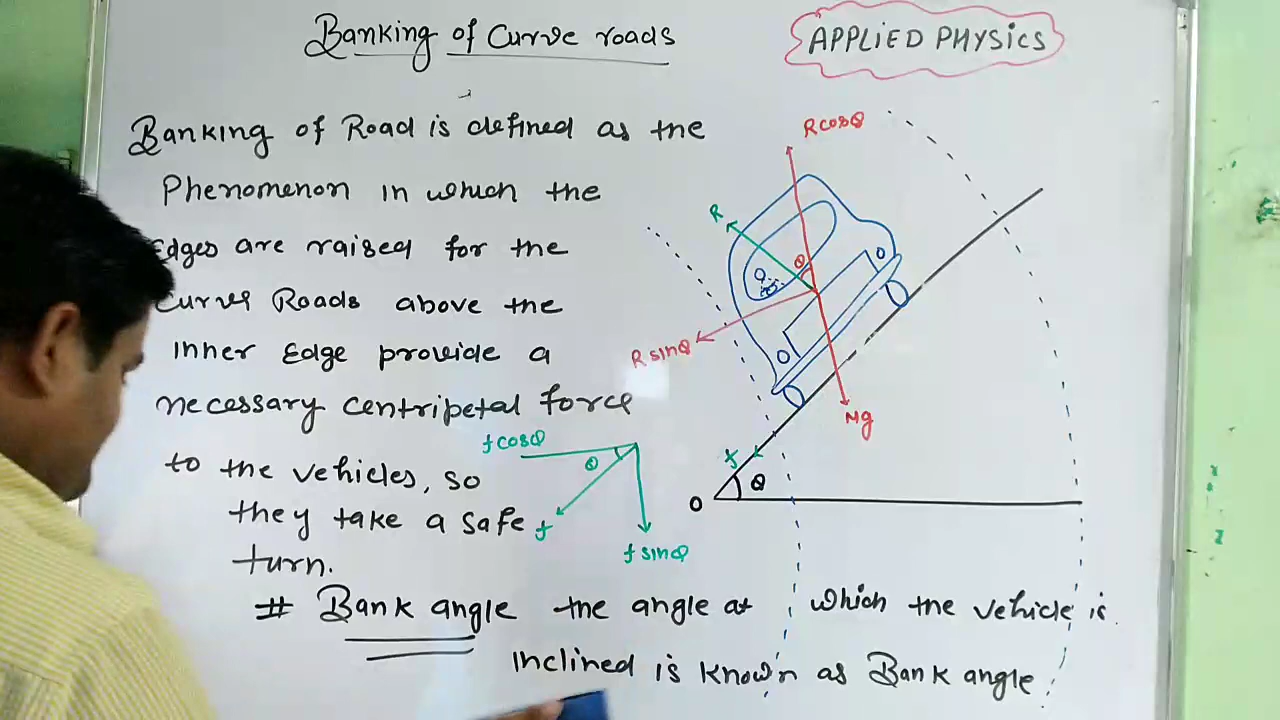 Banking of Curve roads
APPLIED PHYSICS
Banking of Road is defined as the
Phenomenon in which the
Edges are raised for the
Curve Roads above the
Inner Edge provide a
necessary centripetal force
to the vehicles, so
they take a safe
turn.
# Bank angle the angle at which the vehicle is
Inclined is known as Bank angle
R cosθ
R
θ
R sinθ
Mg
f
θ
O
f cosθ
θ
f
f sinθ